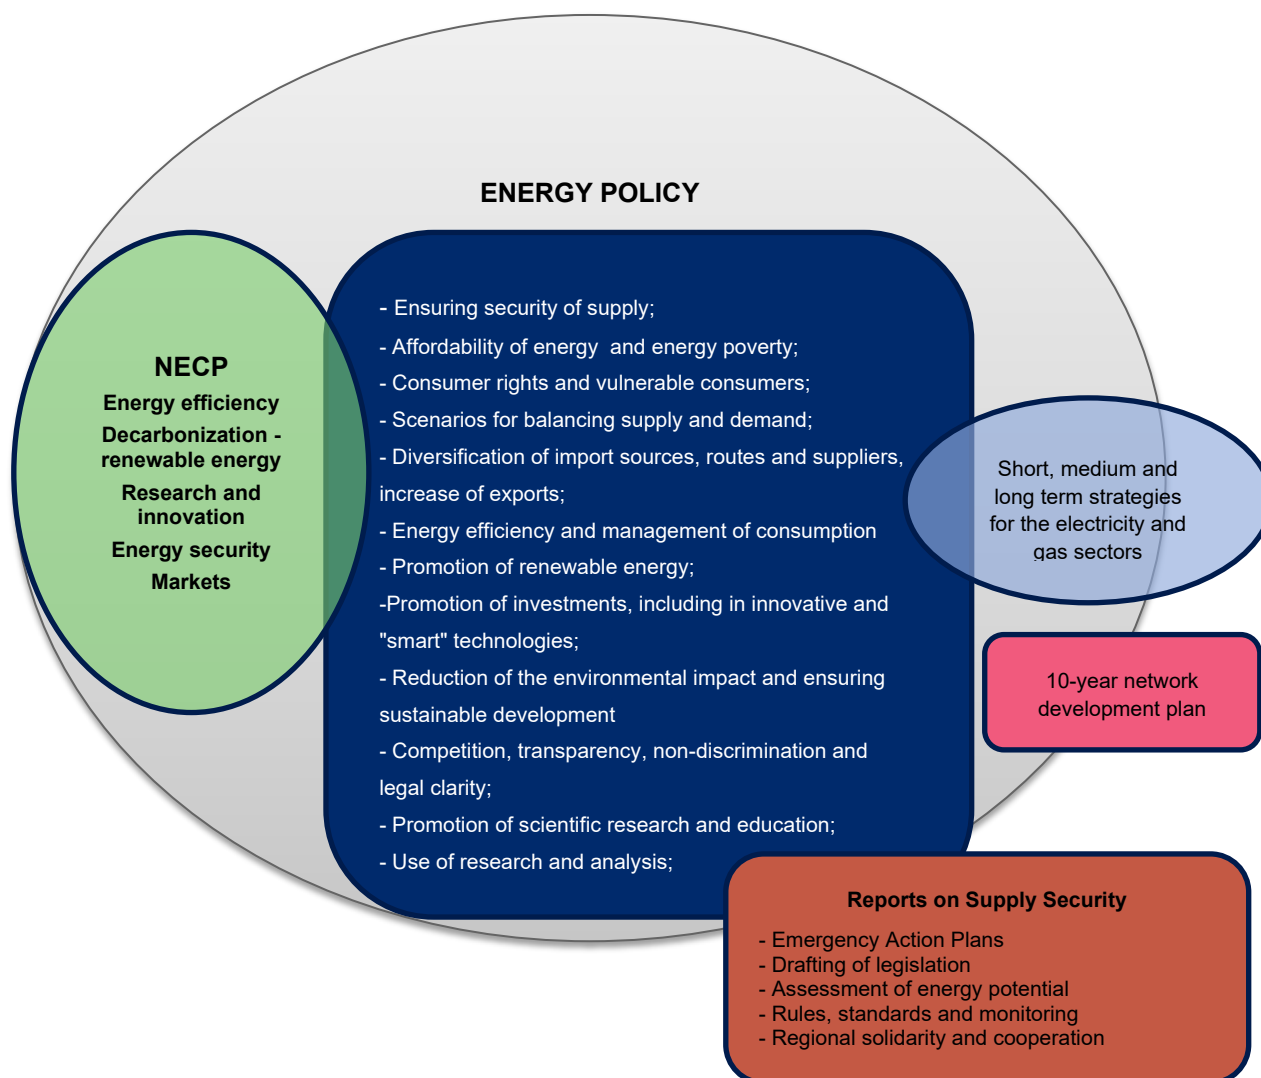 ENERGY POLICY
NECP
Energy efficiency
Decarbonization -
renewable energy
Research and
innovation
Energy security
Markets
- Ensuring security of supply;
- Affordability of energy  and energy poverty;
- Consumer rights and vulnerable consumers;
- Scenarios for balancing supply and demand;
- Diversification of import sources, routes and suppliers,
increase of exports;
- Energy efficiency and management of consumption
- Promotion of renewable energy;
-Promotion of investments, including in innovative and
"smart" technologies;
- Reduction of the environmental impact and ensuring
sustainable development
- Competition, transparency, non-discrimination and
legal clarity;
- Promotion of scientific research and education;
- Use of research and analysis;
Short, medium and
long term strategies
for the electricity and
gas sectors
10-year network
development plan
Reports on Supply Security
- Emergency Action Plans
- Drafting of legislation
- Assessment of energy potential
- Rules, standards and monitoring
- Regional solidarity and cooperation